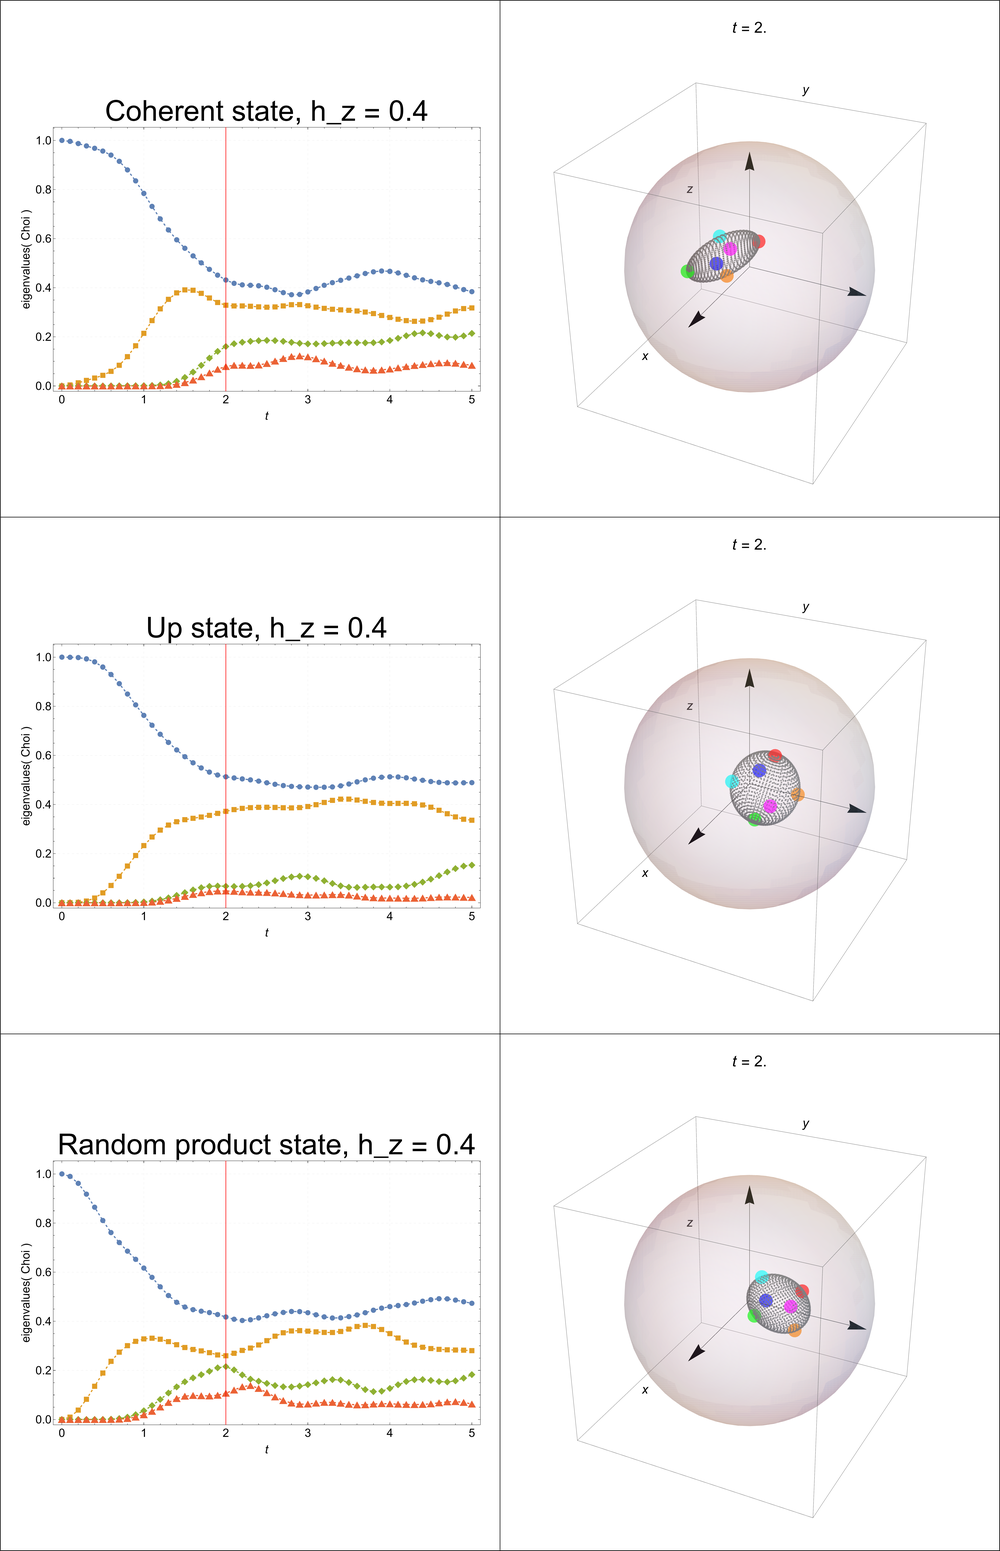 Coherent state, h_z = 0.4
eigenvalues( Choi )
1.0
0.8
0.6
0.4
0.2
0.0
0 1 2 3 4 5
t
t = 2.
y
z
x
Up state, h_z = 0.4
eigenvalues( Choi )
1.0
0.8
0.6
0.4
0.2
0.0
0 1 2 3 4 5
t
t = 2.
y
z
x
Random product state, h_z = 0.4
eigenvalues( Choi )
1.0
0.8
0.6
0.4
0.2
0.0
0 1 2 3 4 5
t
t = 2.
y
z
x